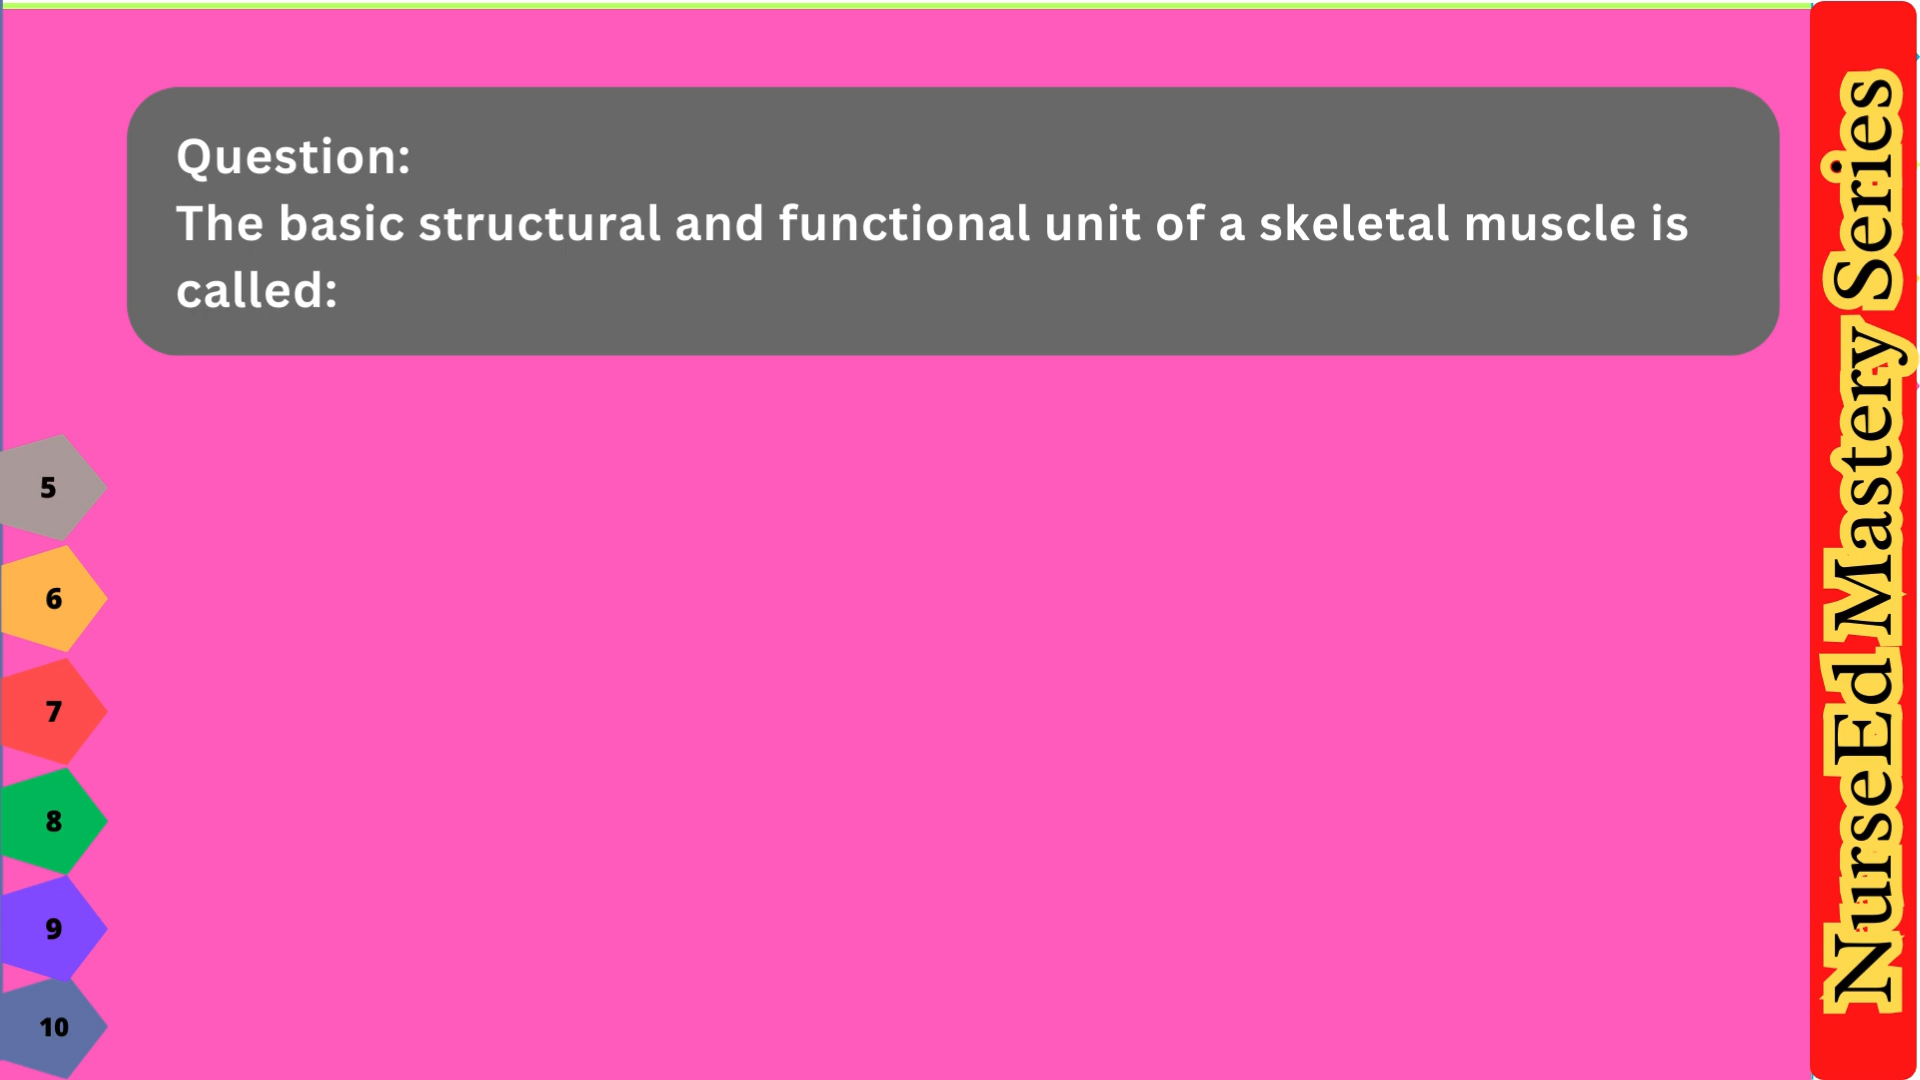 Question:
The basic structural and functional unit of a skeletal muscle is
called:
5
6
7
8
9
10
NurseEd Mastery Series